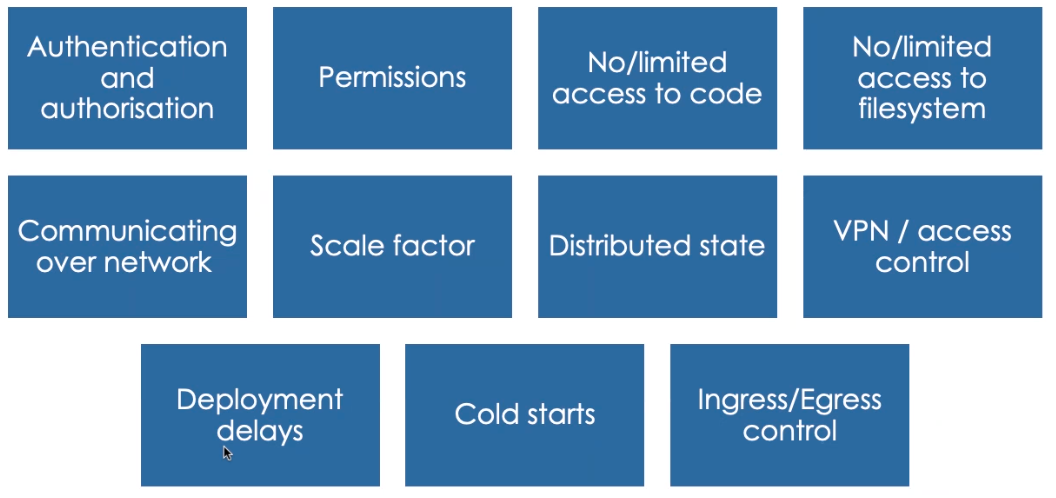 Authentication
and
authorisation
Permissions
No/limited
access to code
No/limited
access to
filesystem
Communicating
over network
Scale factor
Distributed state
VPN / access
control
Deployment
delays
Cold starts
Ingress/Egress
control